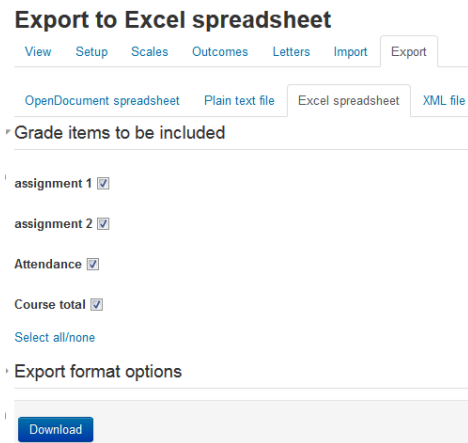 Export to Excel spreadsheet
View Setup Scales Outcomes Letters Import Export
OpenDocument spreadsheet Plain text file Excel spreadsheet XML file
Grade items to be included
assignment 1
assignment 2
Attendance
Course total
Select all/none
Export format options
Download